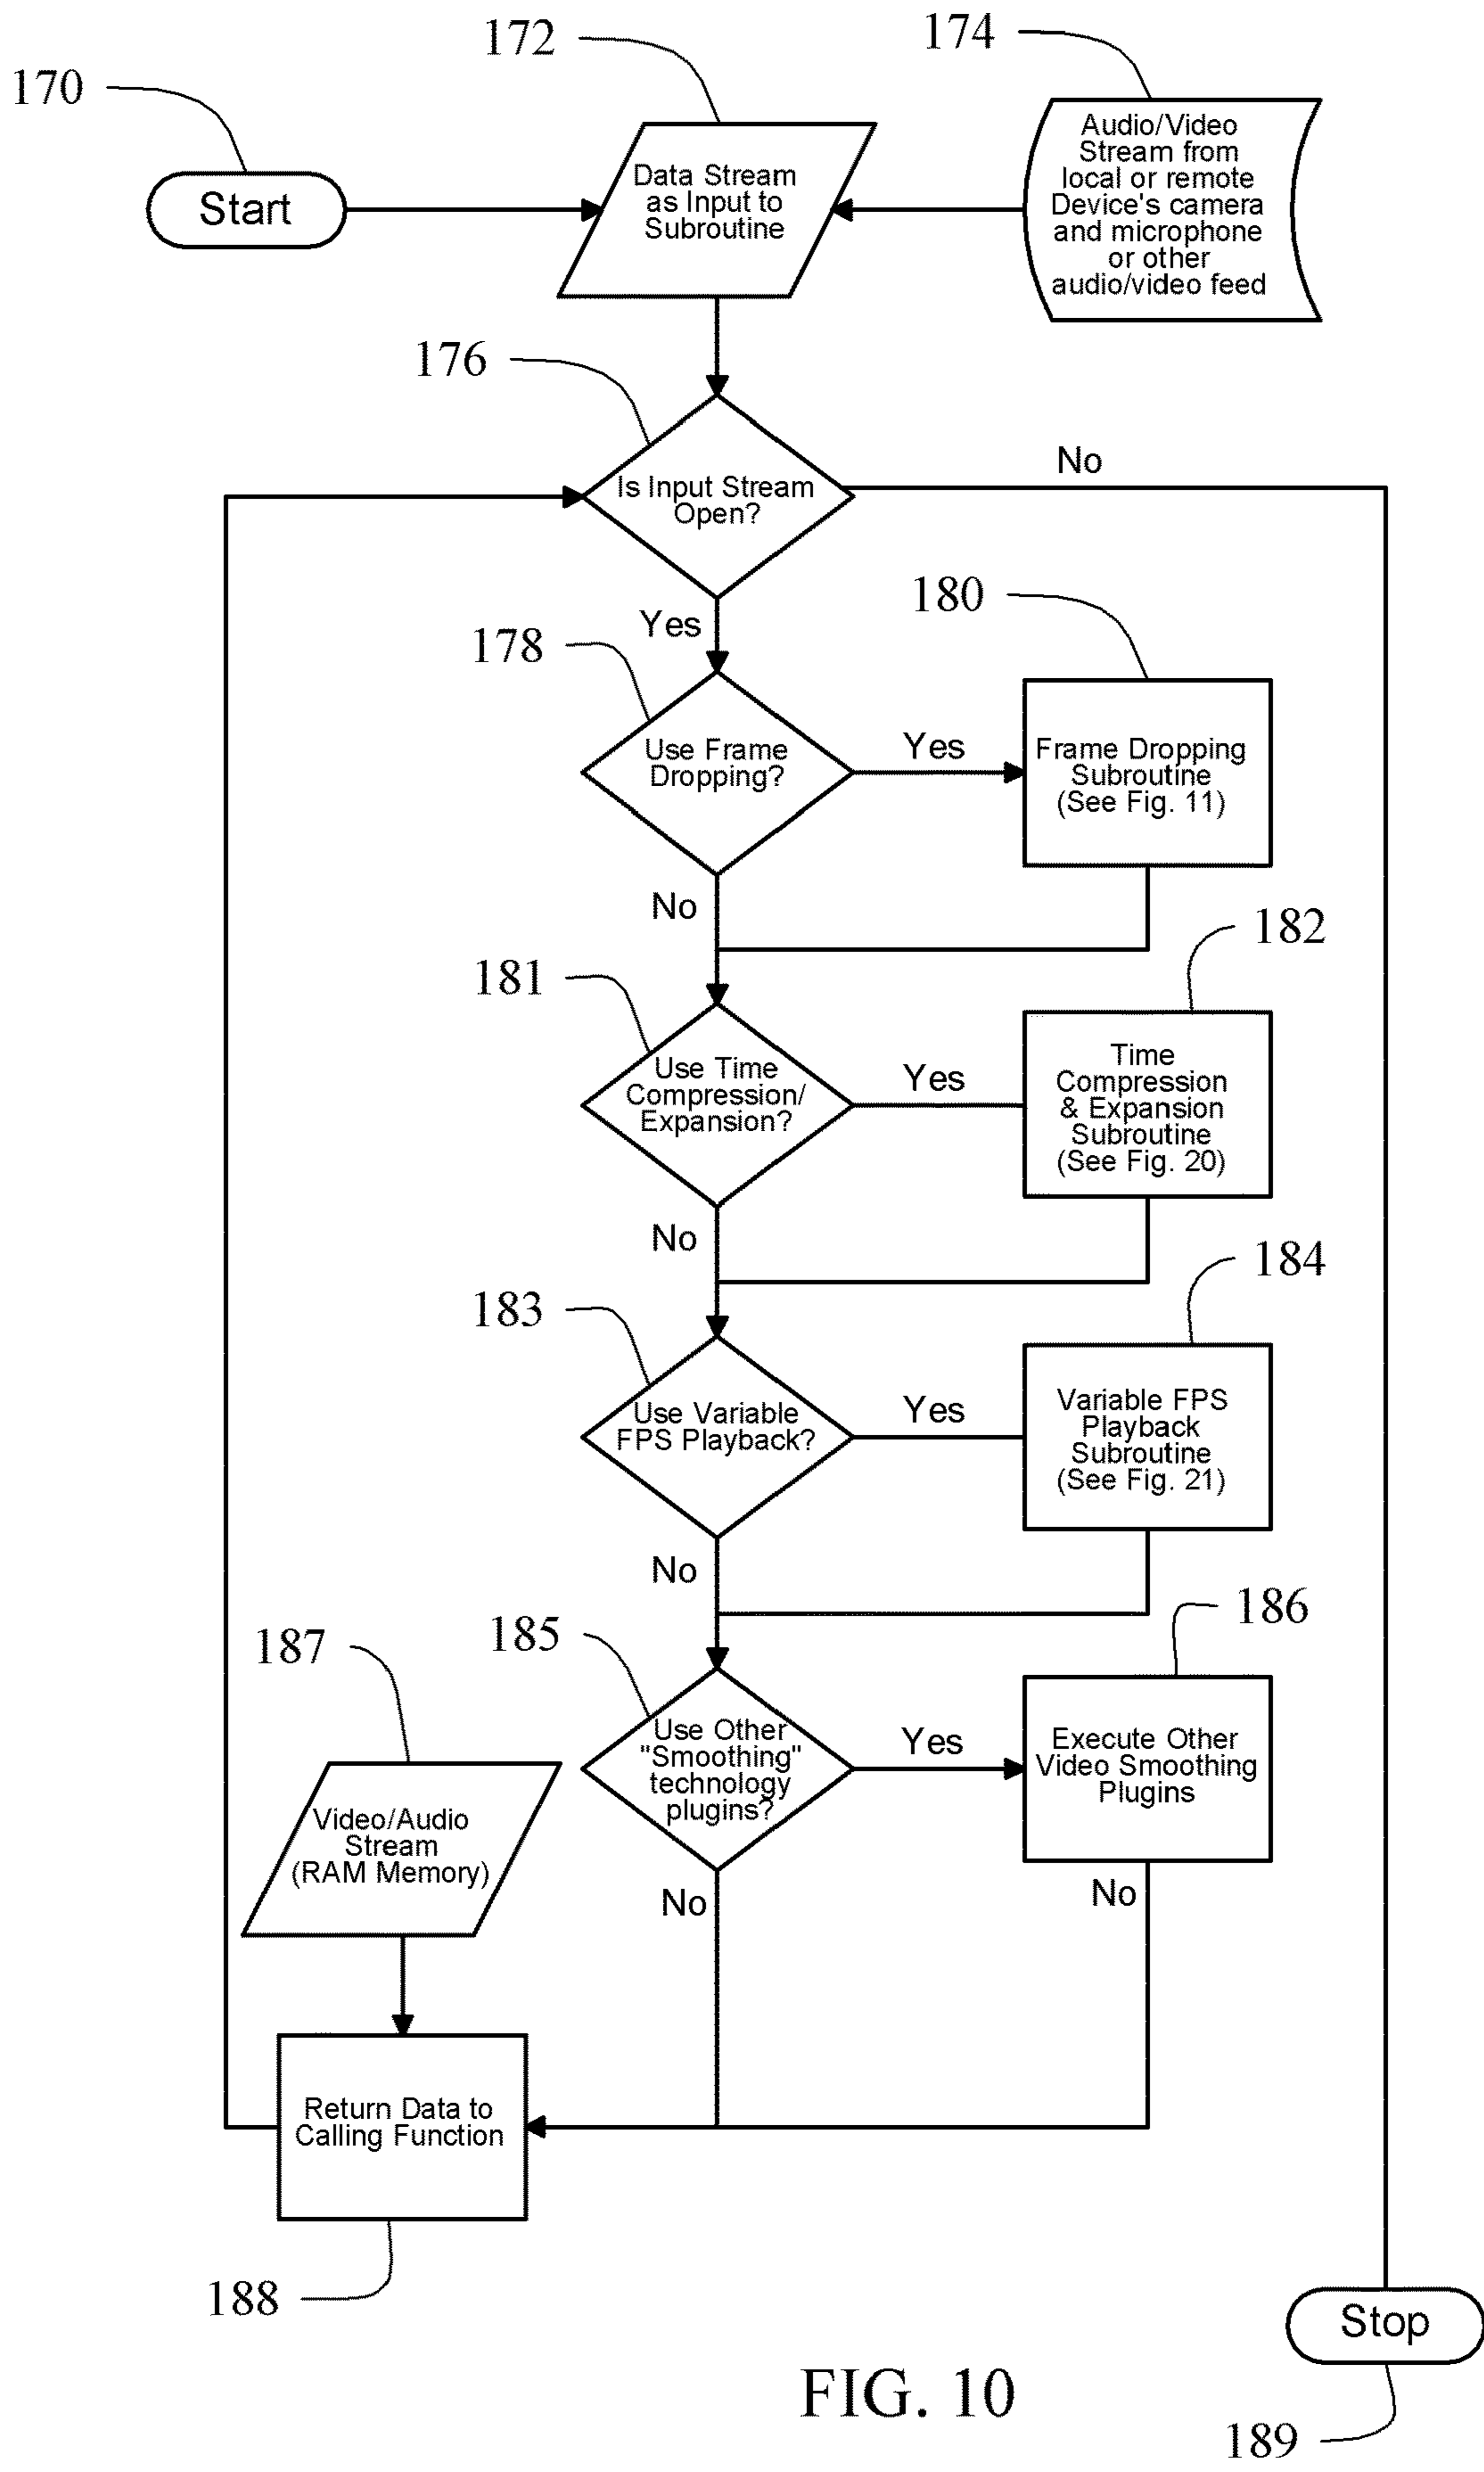 172
174
170
Start
Data Stream
as Input to
Subroutine
Audio/Video
Stream from
local or remote
Device's camera
and microphone
or other
audio/video feed
176
Is Input Stream
Open?
No
Yes
180
178
Use Frame
Dropping?
Yes
Frame Dropping
Subroutine
(See Fig. 11)
No
182
181
Use Time
Compression/
Expansion?
Yes
Time
Compression
& Expansion
Subroutine
(See Fig. 20)
No
184
183
Use Variable
FPS Playback?
Yes
Variable FPS
Playback
Subroutine
(See Fig. 21)
No
186
185
187
Use Other
"Smoothing"
technology
plugins?
Yes
Execute Other
Video Smoothing
Plugins
Video/Audio
Stream
(RAM Memory)
No
No
Return Data to
Calling Function
188
Stop
FIG. 10
189